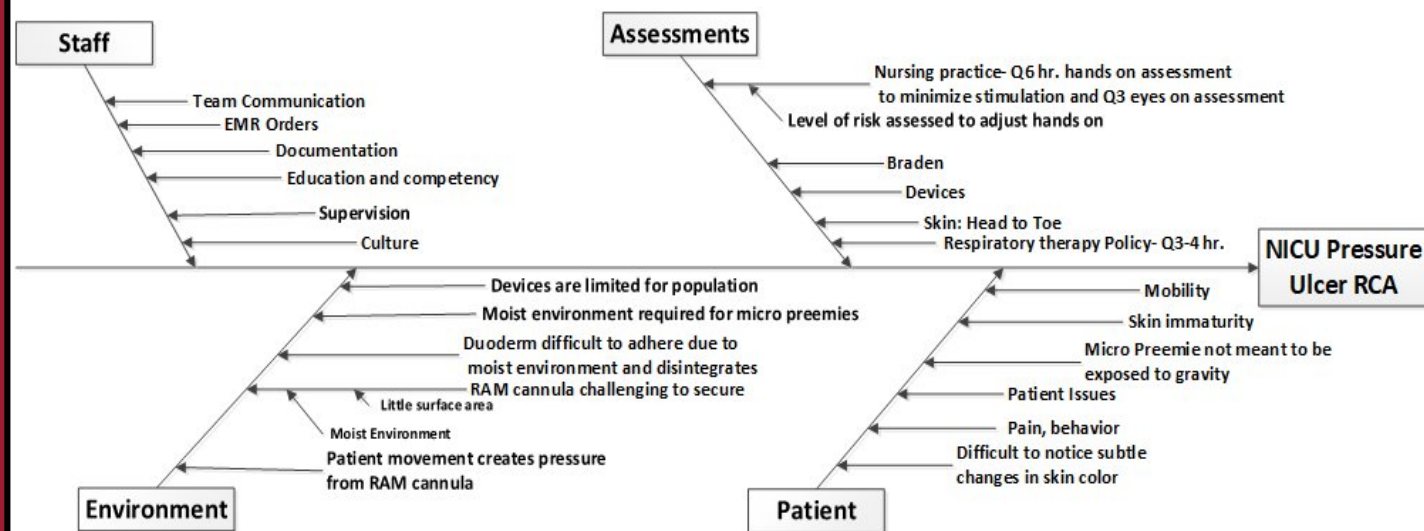 Staff
Team Communication
EMR Orders
Documentation
Education and competency
Supervision
Culture
Assessments
Nursing practice- Q6 hr. hands on assessment
to minimize stimulation and Q3 eyes on assessment
Level of risk assessed to adjust hands on
Braden
Devices
Skin: Head to Toe
Respiratory therapy Policy- Q3-4 hr.
NICU Pressure
Ulcer RCA
Devices are limited for population
Moist environment required for micro preemies
Duoderm difficult to adhere due to
moist environment and disintegrates
RAM cannula challenging to secure
Little surface area
Moist Environment
Patient movement creates pressure
from RAM cannula
Environment
Mobility
Skin immaturity
Micro Preemie not meant to be
exposed to gravity
Patient Issues
Pain, behavior
Difficult to notice subtle
changes in skin color
Patient